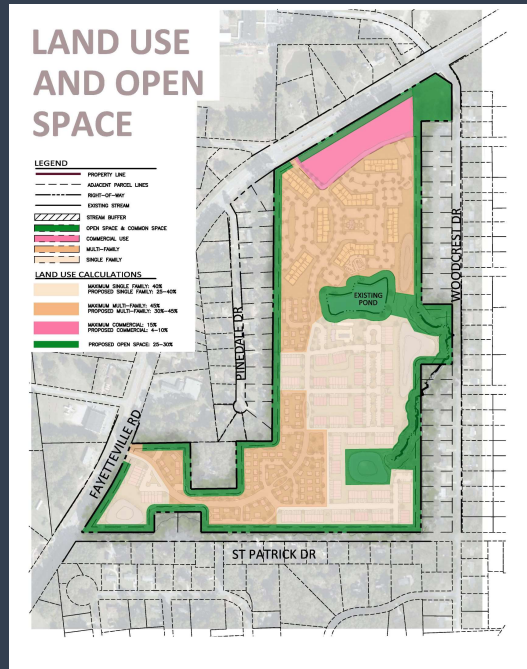 LAND USE
AND OPEN
SPACE
LEGEND
PROPERTY LINE
ADJACENT PARCEL LINES
RIGHT-OF-WAY
EXISTING STREAM
STREAM BUFFER
OPEN SPACE & COMMON SPACE
COMMERCIAL USE
MULTI-FAMILY
SINGLE FAMILY
LAND USE CALCULATIONS
MAXIMUM SINGLE FAMILY: 40%
PROPOSED SINGLE FAMILY: 25-40%
MAXIMUM MULTI-FAMILY: 45%
PROPOSED MULTI-FAMILY: 30%-45%
MAXIMUM COMMERCIAL: 15%
PROPOSED COMMERCIAL: 4-10%
PROPOSED OPEN SPACE: 25-30%
EXISTING
POND
WOODCREST DR
PINEDALE DR
FAYETTEVILLE RD
ST PATRICK DR